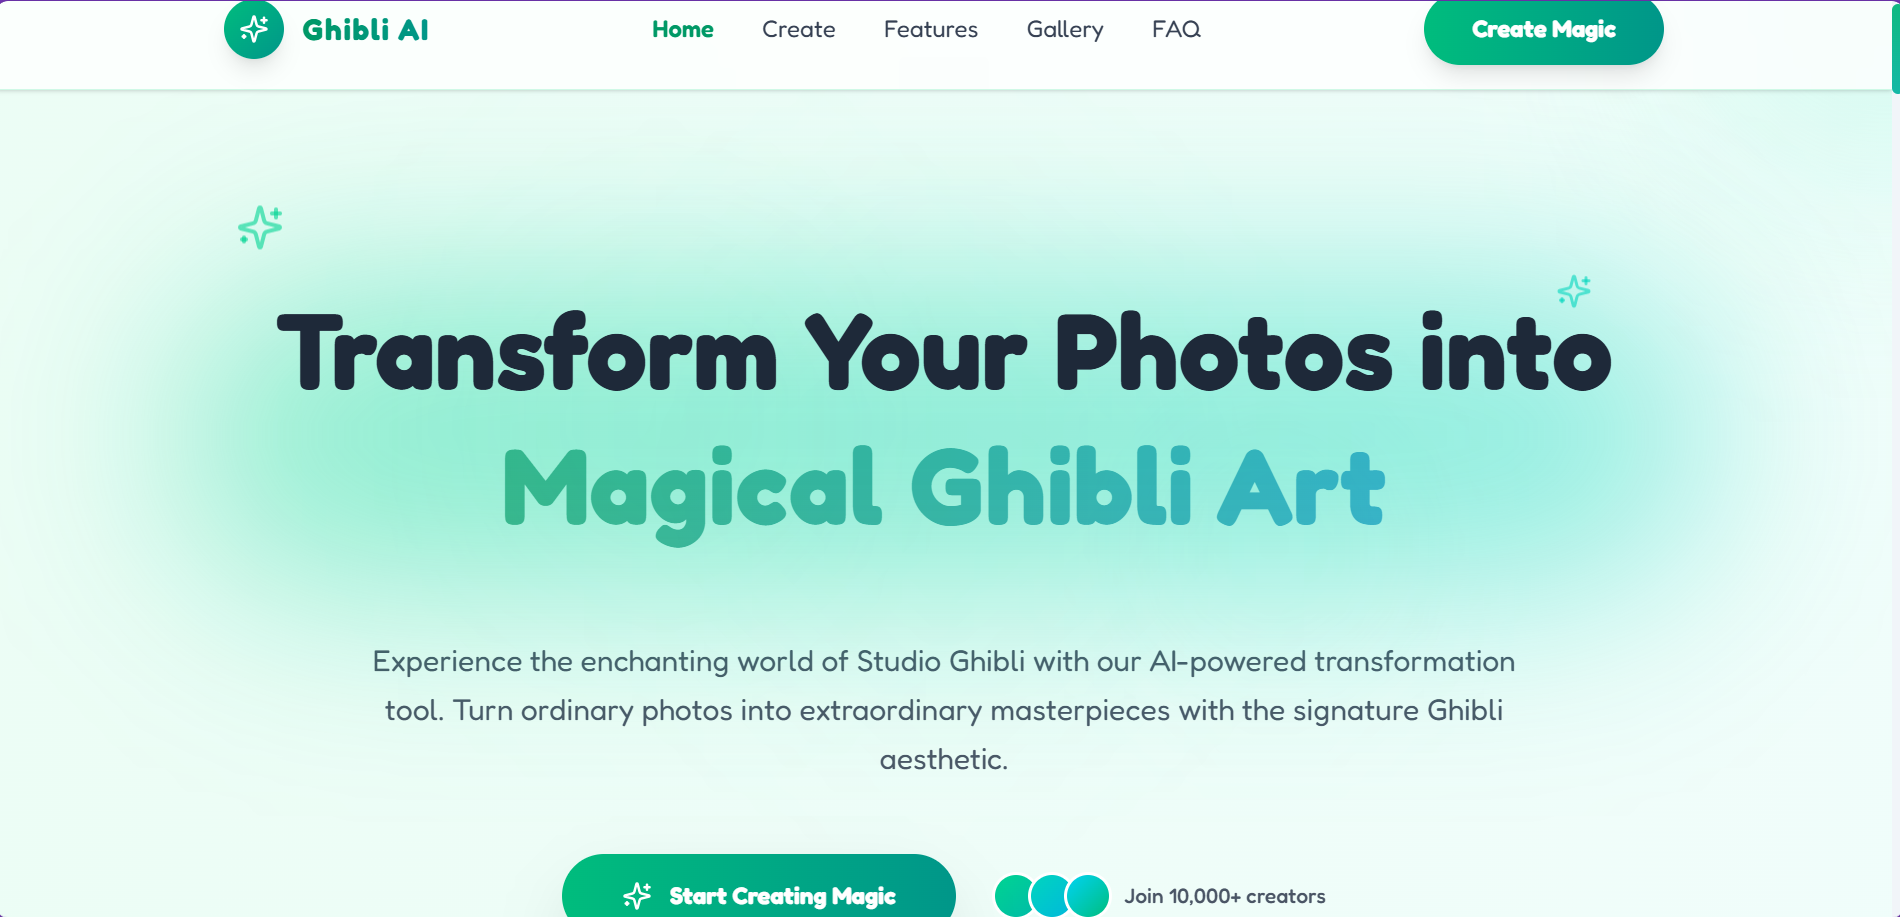 Ghibli AI
Home
Create
Features
Gallery
FAQ
Create Magic
Transform Your Photos into
Magical Ghibli Art
Experience the enchanting world of Studio Ghibli with our AI-powered transformation
tool. Turn ordinary photos into extraordinary masterpieces with the signature Ghibli
aesthetic.
Start Creating Magic
Join 10,000+ creators